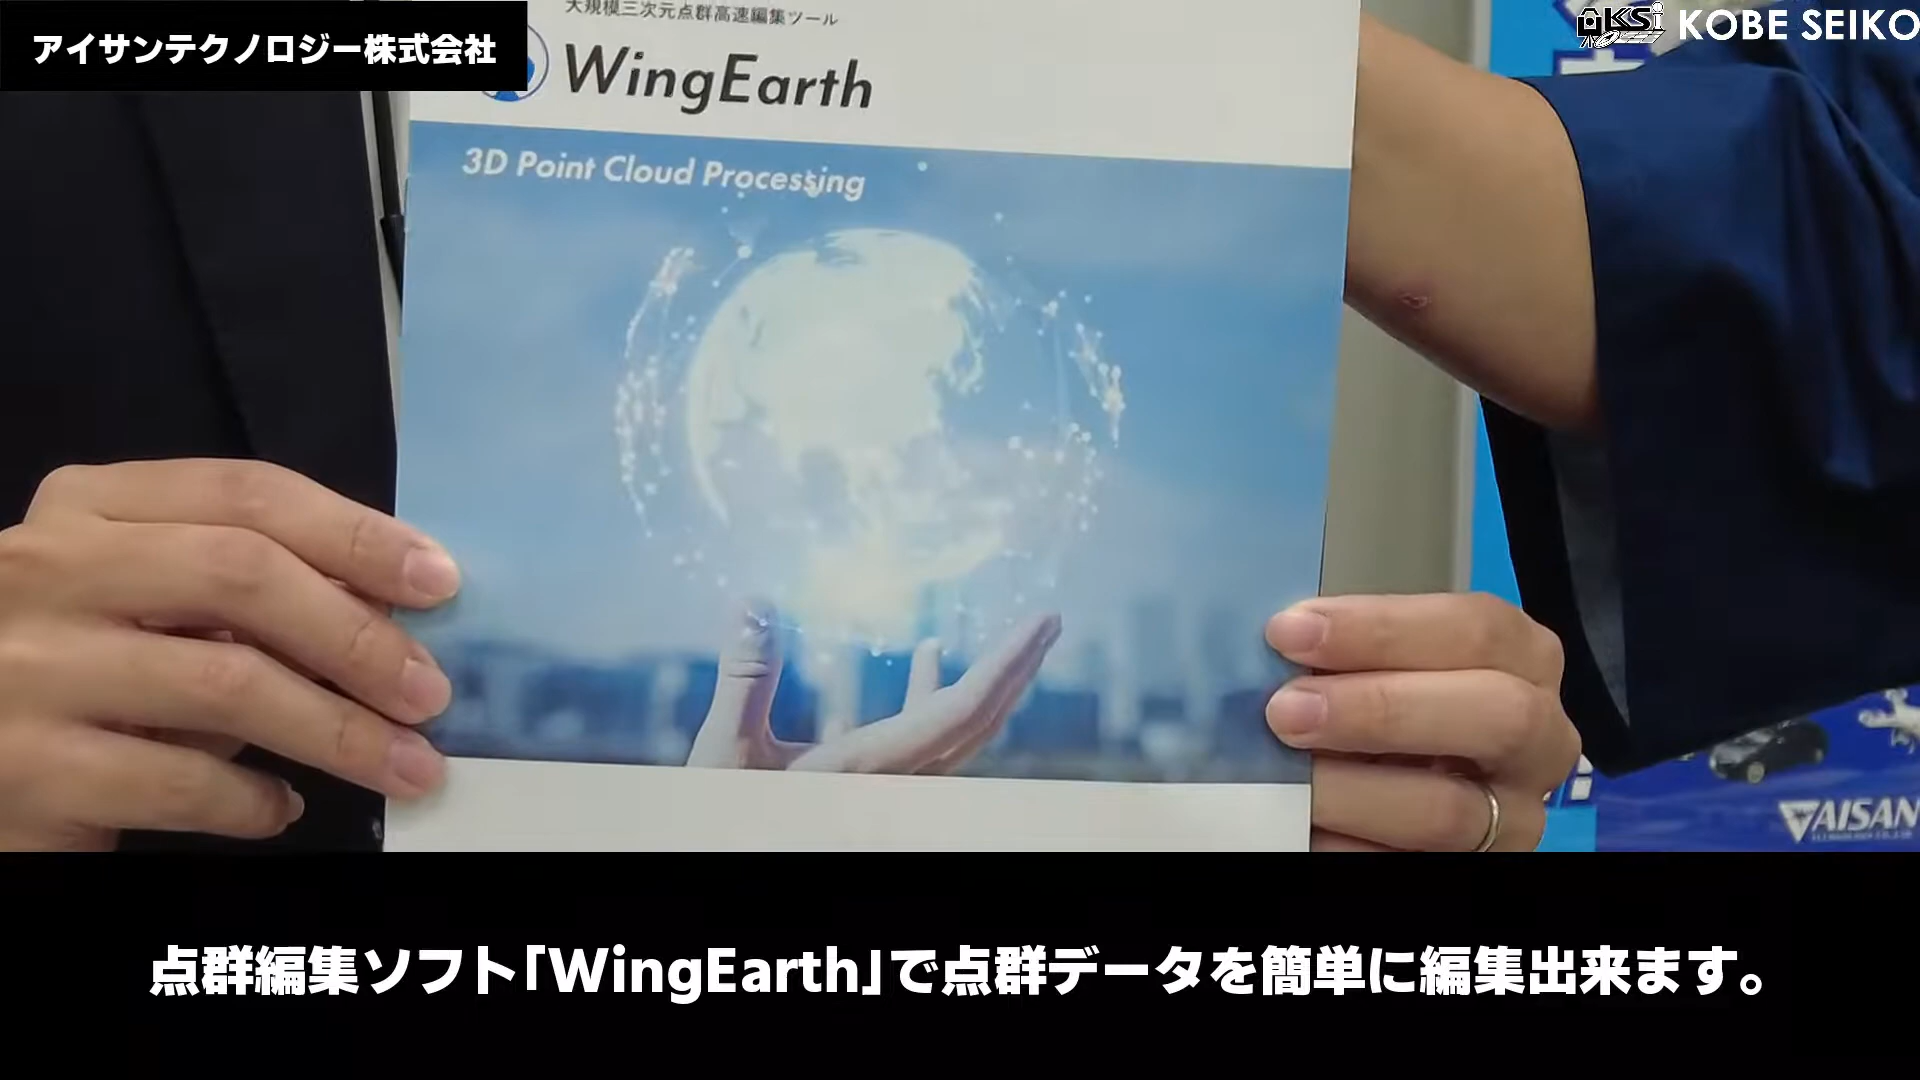 アイサンテクノロジー株式会社
KSi KOBE SEIKO
大規模三次元点群高速編集ツール
WingEarth
3D Point Cloud Processing
AISAN
点群編集ソフト「WingEarth」で点群データを簡単に編集出来ます。